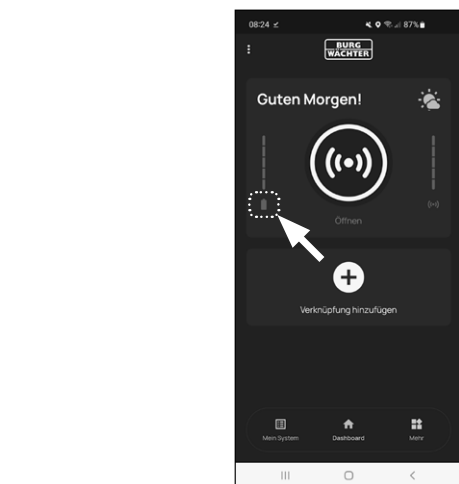 08:24
87%
BURG
WÄCHTER
Guten Morgen!
Öffnen
Verknüpfung hinzufügen
Mein System
Dashboard
Mehr